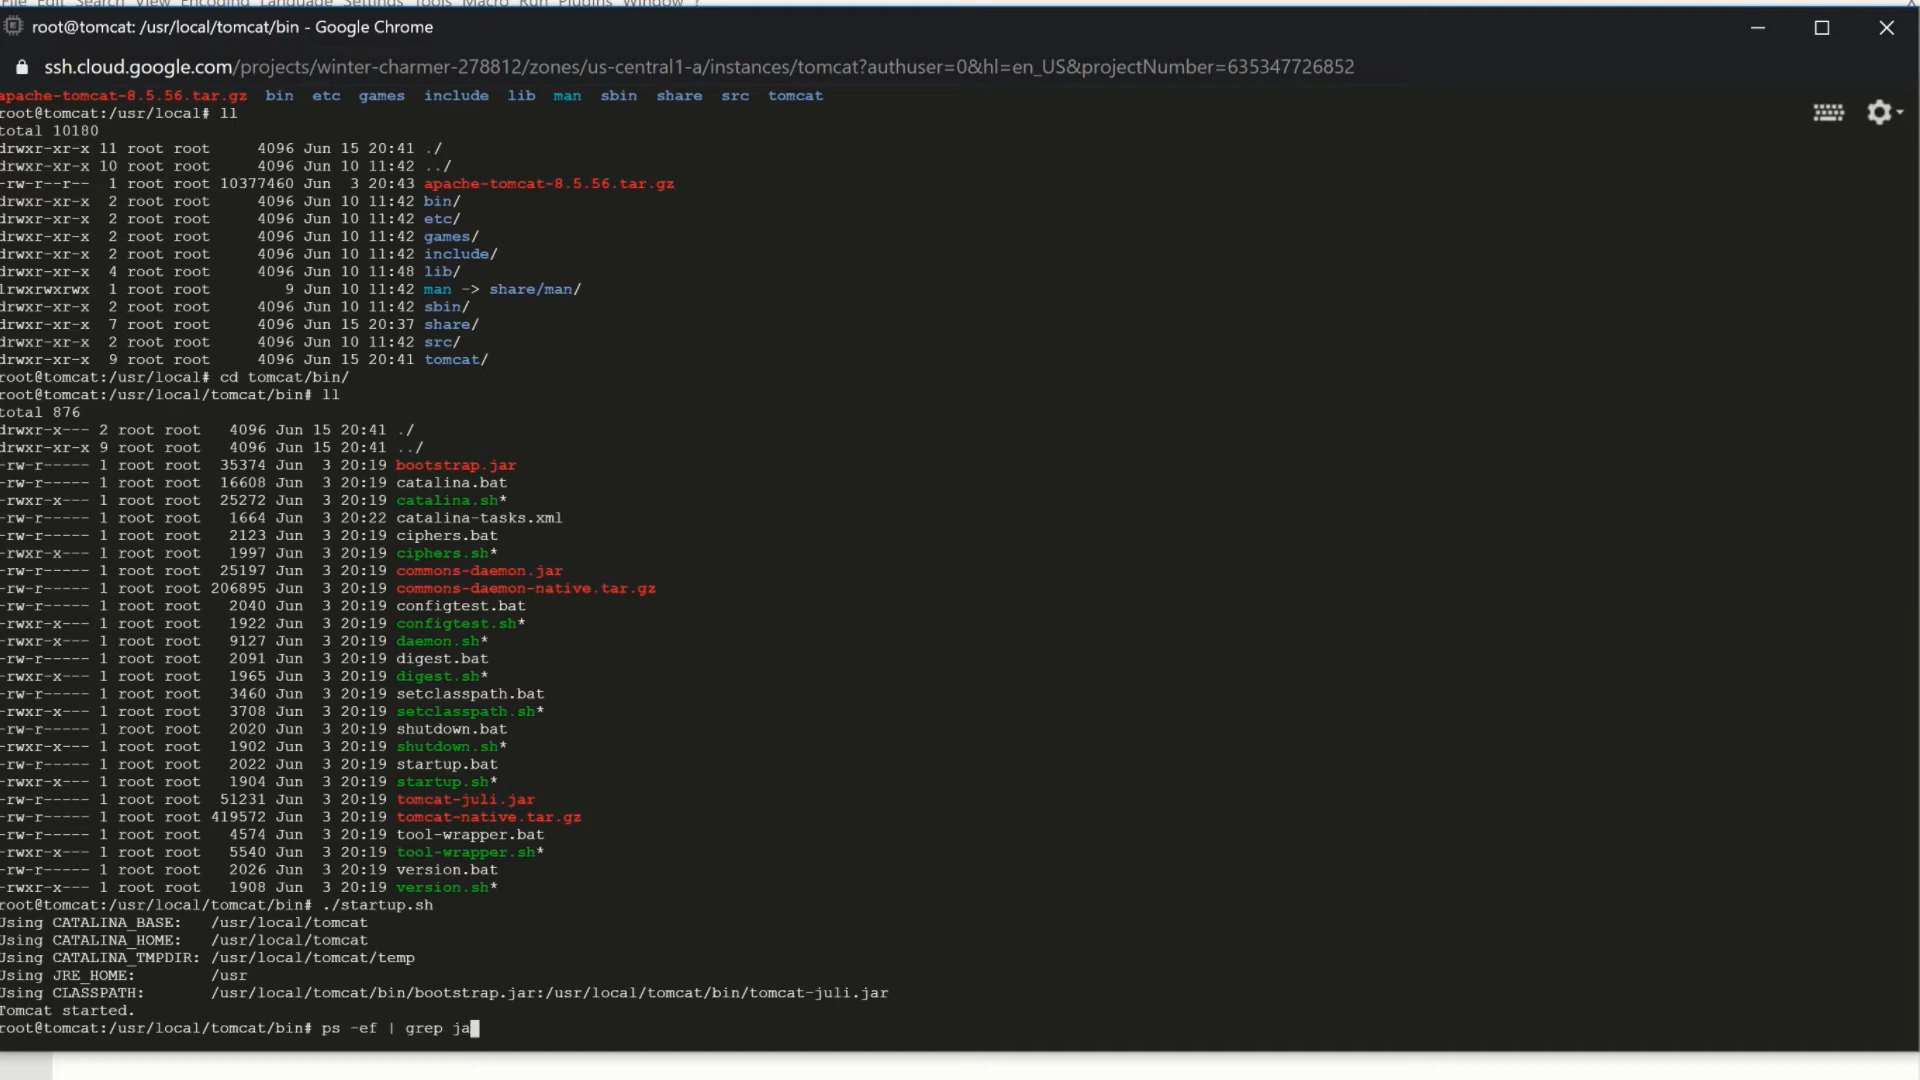 File Edit Search View Encoding Language Settings Tools Macro Run Plugins Window ?
root@tomcat: /usr/local/tomcat/bin - Google Chrome
ssh.cloud.google.com/projects/winter-charmer-278812/zones/us-central1-a/instances/tomcat?authuser=0&hl=en_US&projectNumber=635347726852
apache-tomcat-8.5.56.tar.gz bin etc games include lib man sbin share src tomcat
root@tomcat:/usr/local# ll
total 10180
drwxr-xr-x 11 root root 4096 Jun 15 20:41 ./
drwxr-xr-x 10 root root 4096 Jun 10 11:42 ../
-rw-r--r-- 1 root root 10377460 Jun 3 20:43 apache-tomcat-8.5.56.tar.gz
drwxr-xr-x 2 root root 4096 Jun 10 11:42 bin/
drwxr-xr-x 2 root root 4096 Jun 10 11:42 etc/
drwxr-xr-x 2 root root 4096 Jun 10 11:42 games/
drwxr-xr-x 2 root root 4096 Jun 10 11:42 include/
drwxr-xr-x 4 root root 4096 Jun 10 11:48 lib/
lrwxrwxrwx 1 root root 9 Jun 10 11:42 man -> share/man/
drwxr-xr-x 2 root root 4096 Jun 10 11:42 sbin/
drwxr-xr-x 7 root root 4096 Jun 15 20:37 share/
drwxr-xr-x 2 root root 4096 Jun 10 11:42 src/
drwxr-xr-x 9 root root 4096 Jun 15 20:41 tomcat/
root@tomcat:/usr/local# cd tomcat/bin/
root@tomcat:/usr/local/tomcat/bin# ll
total 876
drwxr-x--- 2 root root 4096 Jun 15 20:41 ./
drwxr-xr-x 9 root root 4096 Jun 15 20:41 ../
-rw-r----- 1 root root 35374 Jun 3 20:19 bootstrap.jar
-rw-r----- 1 root root 16608 Jun 3 20:19 catalina.bat
-rwxr-x--- 1 root root 25272 Jun 3 20:19 catalina.sh*
-rw-r----- 1 root root 1664 Jun 3 20:22 catalina-tasks.xml
-rw-r----- 1 root root 2123 Jun 3 20:19 ciphers.bat
-rwxr-x--- 1 root root 1997 Jun 3 20:19 ciphers.sh*
-rw-r----- 1 root root 25197 Jun 3 20:19 commons-daemon.jar
-rw-r----- 1 root root 206895 Jun 3 20:19 commons-daemon-native.tar.gz
-rw-r----- 1 root root 2040 Jun 3 20:19 configtest.bat
-rwxr-x--- 1 root root 1922 Jun 3 20:19 configtest.sh*
-rwxr-x--- 1 root root 9127 Jun 3 20:19 daemon.sh*
-rw-r----- 1 root root 2091 Jun 3 20:19 digest.bat
-rwxr-x--- 1 root root 1965 Jun 3 20:19 digest.sh*
-rw-r----- 1 root root 3460 Jun 3 20:19 setclasspath.bat
-rwxr-x--- 1 root root 3708 Jun 3 20:19 setclasspath.sh*
-rw-r----- 1 root root 2020 Jun 3 20:19 shutdown.bat
-rwxr-x--- 1 root root 1902 Jun 3 20:19 shutdown.sh*
-rw-r----- 1 root root 2022 Jun 3 20:19 startup.bat
-rwxr-x--- 1 root root 1904 Jun 3 20:19 startup.sh*
-rw-r----- 1 root root 51231 Jun 3 20:19 tomcat-juli.jar
-rw-r----- 1 root root 419572 Jun 3 20:19 tomcat-native.tar.gz
-rw-r----- 1 root root 4574 Jun 3 20:19 tool-wrapper.bat
-rwxr-x--- 1 root root 5540 Jun 3 20:19 tool-wrapper.sh*
-rw-r----- 1 root root 2026 Jun 3 20:19 version.bat
-rwxr-x--- 1 root root 1908 Jun 3 20:19 version.sh*
root@tomcat:/usr/local/tomcat/bin# ./startup.sh
Using CATALINA_BASE: /usr/local/tomcat
Using CATALINA_HOME: /usr/local/tomcat
Using CATALINA_TMPDIR: /usr/local/tomcat/temp
Using JRE_HOME: /usr
Using CLASSPATH: /usr/local/tomcat/bin/bootstrap.jar:/usr/local/tomcat/bin/tomcat-juli.jar
Tomcat started.
root@tomcat:/usr/local/tomcat/bin# ps -ef | grep ja